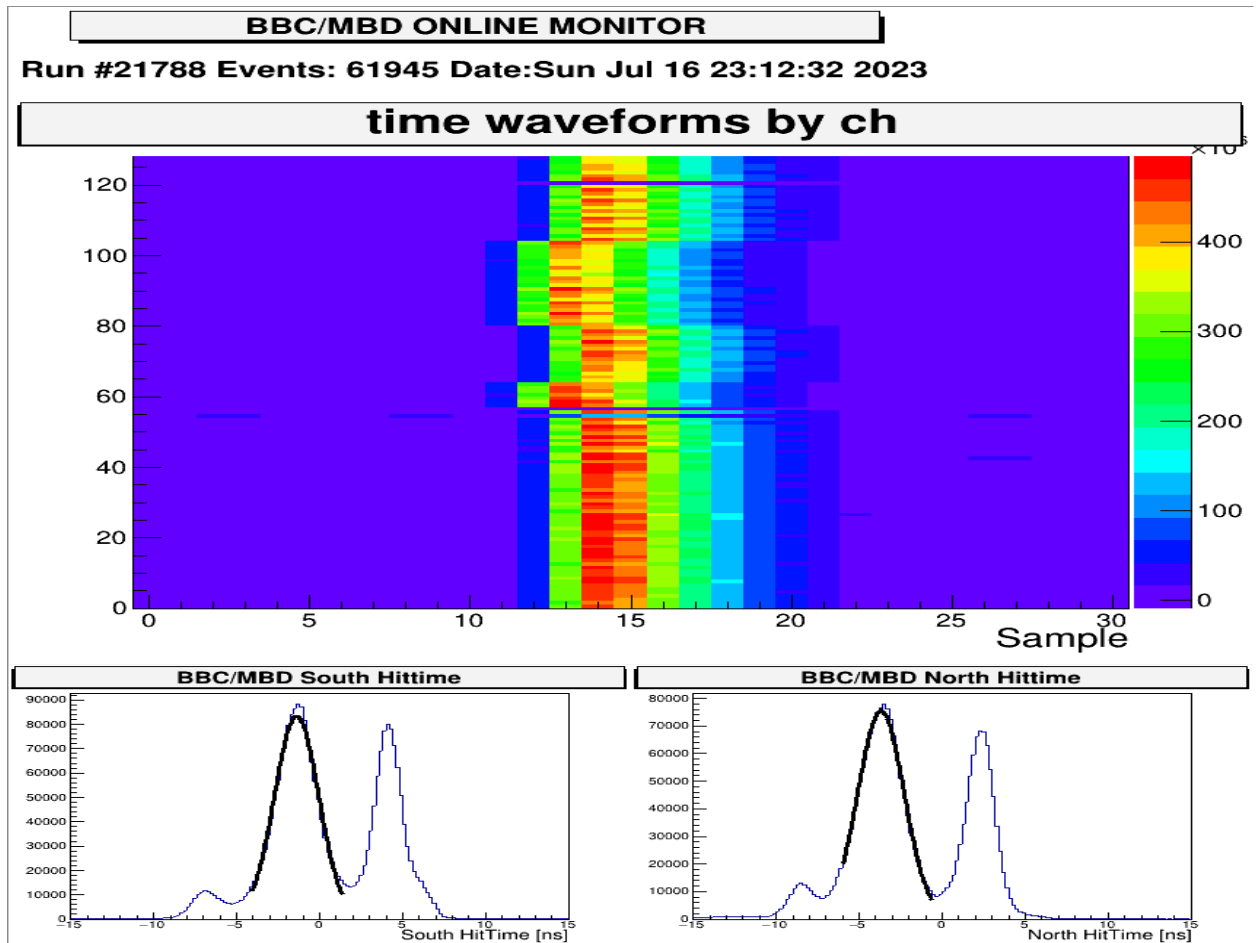 BBC/MBD ONLINE MONITOR
Run #21788 Events: 61945 Date:Sun Jul 16 23:12:32 2023
time waveforms by ch
120
100
80
60
40
20
0
0 5 10 15 20 25 30
Sample
400
300
200
100
0
BBC/MBD South Hittime
90000
80000
70000
60000
50000
40000
30000
20000
10000
0
−15 −10 −5 0 5 10 15
South HitTime [ns]
BBC/MBD North Hittime
80000
70000
60000
50000
40000
30000
20000
10000
0
−15 −10 −5 0 5 10 15
North HitTime [ns]